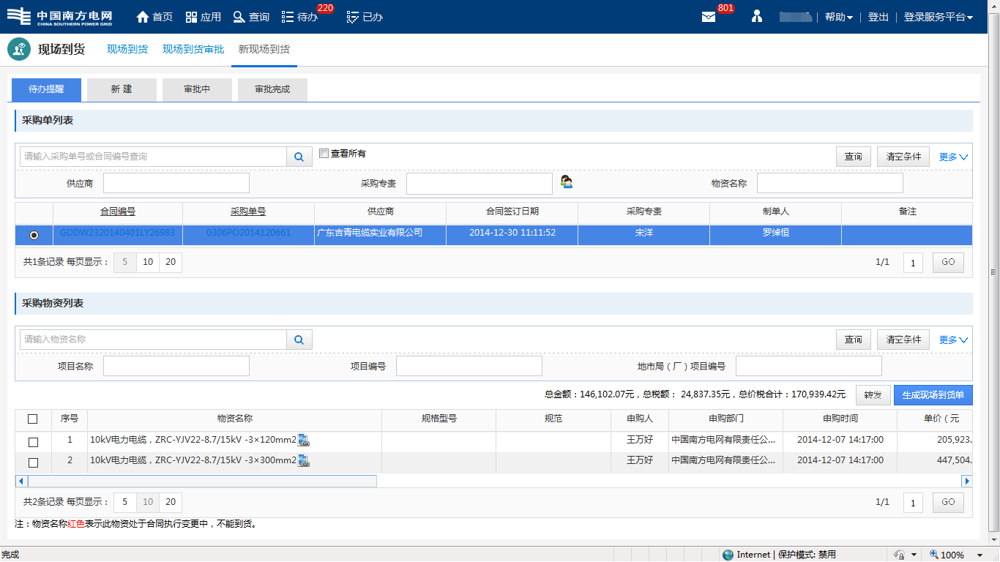 中国南方电网 首页 应用 查询 待办 220 已办 801 帮助 | 登出 | 登录服务平台
CHINA SOUTHERN POWER GRID
现场到货 现场到货 现场到货审批 新现场到货
待办提醒 新 建 审批中 审批完成
采购单列表
请输入采购单号或合同编号查询 查看所有 查询 清空条件 更多
供应商 采购专责 物资名称
合同编号 采购单号 供应商 合同签订日期 采购专责 制单人 备注
GDDW2320140401LY26983 0306PO2014120661 广东吉青电缆实业有限公司 2014-12-30 11:11:52 宋洋 罗绰恒
共1条记录 每页显示： 5 10 20 1/1 1 GO
采购物资列表
请输入物资名称 查询 清空条件 更多
项目名称 项目编号 地市局（厂）项目编号
总金额：146,102.07元，总税额： 24,837.35元，总价税合计：170,939.42元 转发 生成现场到货单
序号 物资名称 规格型号 规范 申购人 申购部门 申购时间 单价（元
1 10kV电力电缆，ZRC-YJV22-8.7/15kV -3×120mm2 王万好 中国南方电网有限责任公... 2014-12-07 14:17:00 205,923.
2 10kV电力电缆，ZRC-YJV22-8.7/15kV -3×300mm2 王万好 中国南方电网有限责任公... 2014-12-07 14:17:00 447,504.
共2条记录 每页显示： 5 10 20 1/1 1 GO
注：物资名称红色表示此物资处于合同执行变更中，不能到货。
完成 Internet | 保护模式: 禁用 100%